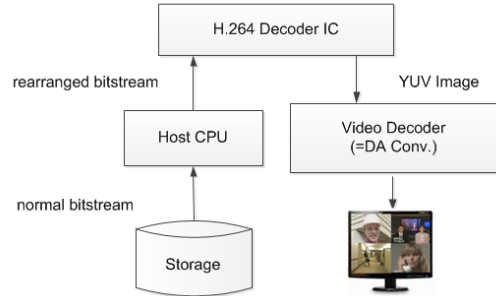 H.264 Decoder IC
rearranged bitstream
YUV Image
Host CPU
Video Decoder
(=DA Conv.)
normal bitstream
Storage